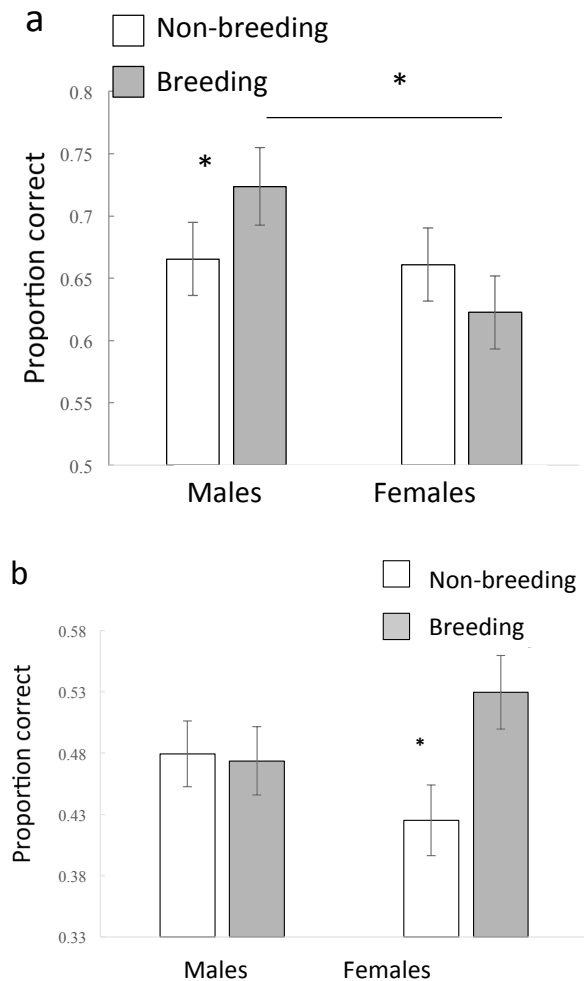 a
Non-breeding
Breeding
0.8
0.75
0.7
0.65
0.6
0.55
0.5
Proportion correct
*
*
Males Females
b
Non-breeding
Breeding
0.58
0.53
0.48
0.43
0.38
0.33
Proportion correct
*
Males Females